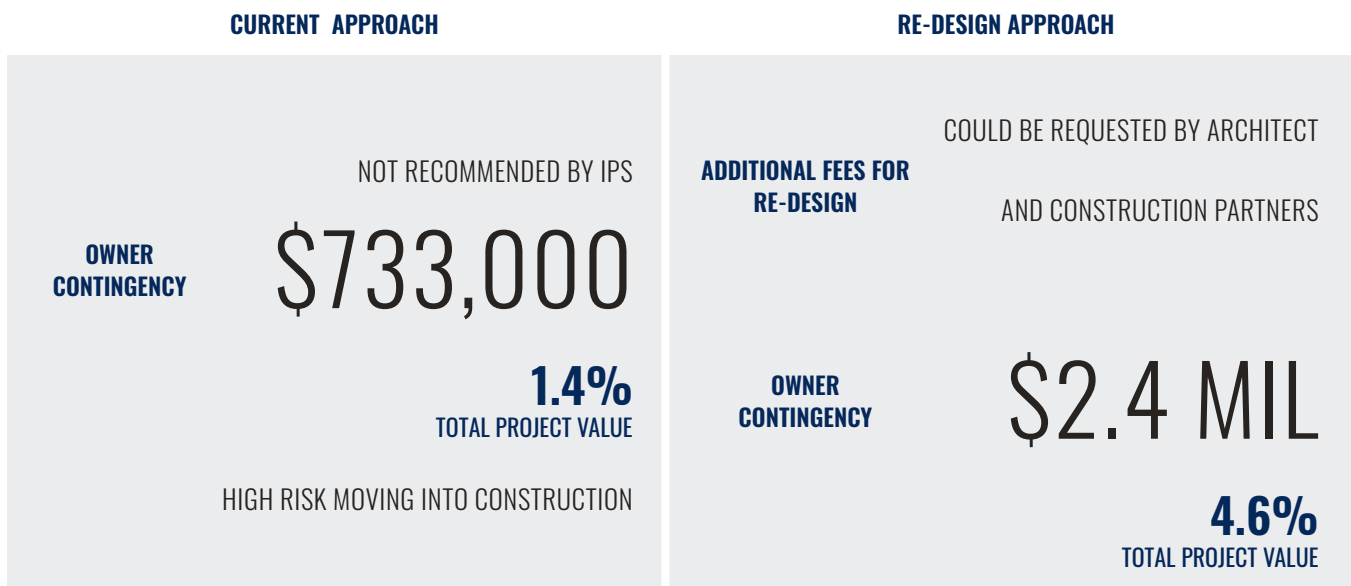 CURRENT APPROACH
NOT RECOMMENDED BY IPS
OWNER
CONTINGENCY
$733,000
1.4%
TOTAL PROJECT VALUE
HIGH RISK MOVING INTO CONSTRUCTION
RE-DESIGN APPROACH
COULD BE REQUESTED BY ARCHITECT
ADDITIONAL FEES FOR
RE-DESIGN
AND CONSTRUCTION PARTNERS
OWNER
CONTINGENCY
$2.4 MIL
4.6%
TOTAL PROJECT VALUE